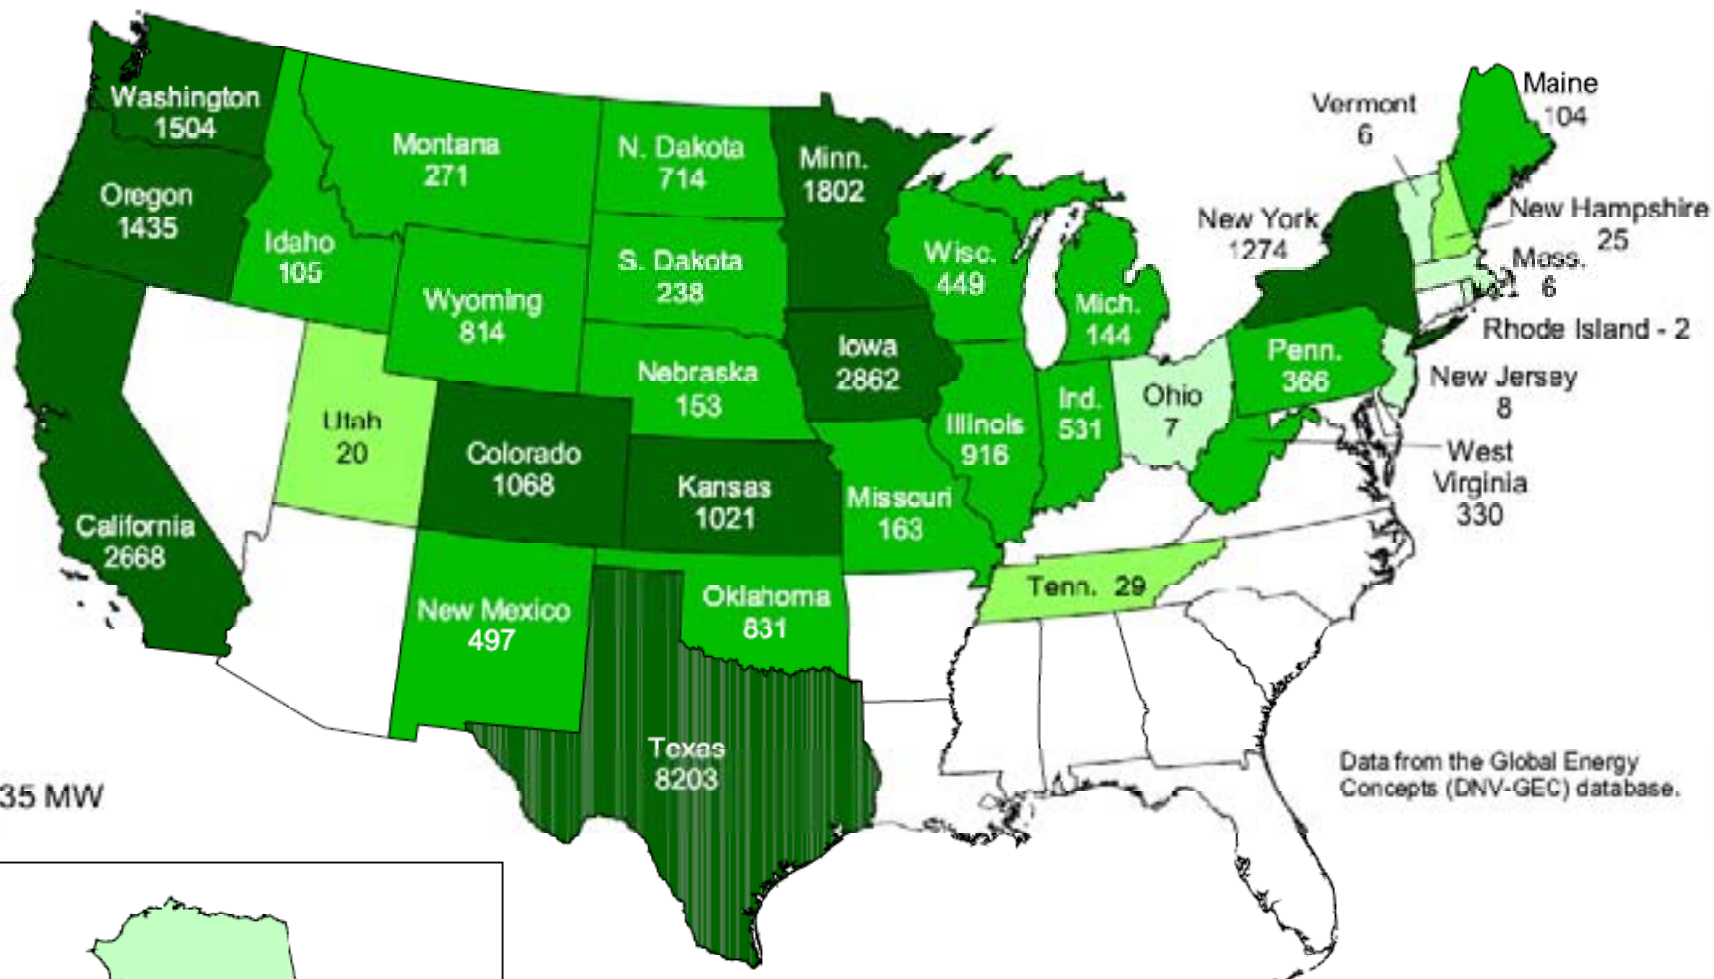 Washington
1504
Oregon
1435
California
2668
Idaho
105
Montana
271
Wyoming
814
Utah
20
Colorado
1068
New Mexico
497
N. Dakota
714
S. Dakota
238
Nebraska
153
Kansas
1021
Oklahoma
831
Texas
8203
Minn.
1802
Iowa
2862
Missouri
163
Wisc.
449
Illinois
916
Mich.
144
Ind.
531
Ohio
7
Tenn. 29
Penn.
366
New York
1274
Vermont
6
Maine
104
New Hampshire
25
Mass.
6
Rhode Island - 2
New Jersey
8
West
Virginia
330
Data from the Global Energy
Concepts (DNV-GEC) database.
35 MW